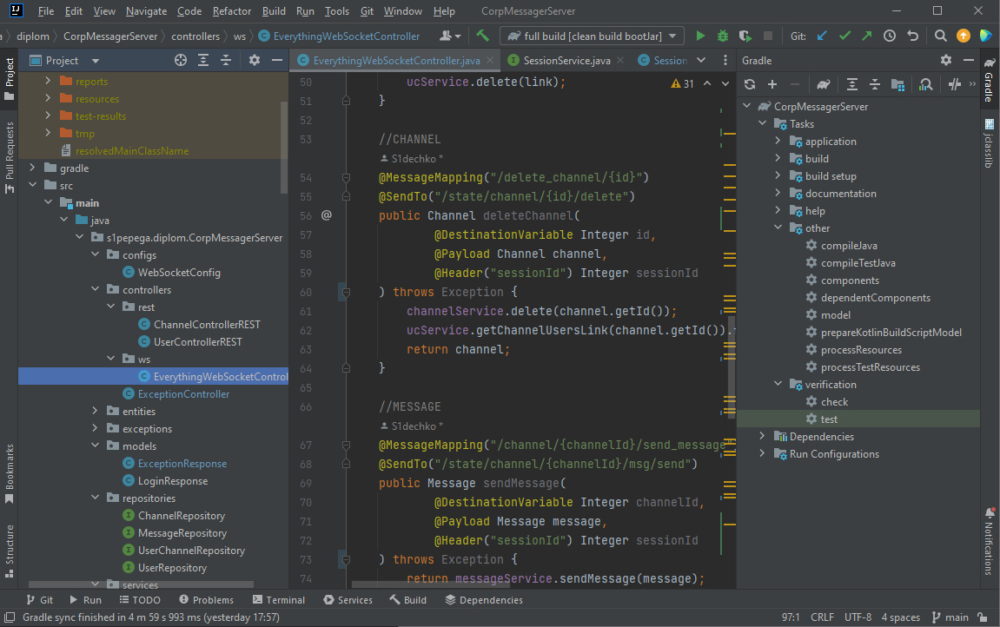 File Edit View Navigate Code Refactor Build Run Tools Git Window Help CorpMessagerServer
diplom CorpMessagerServer controllers ws EverythingWebSocketController full build [clean build bootJar] Git:
Project
EverythingWebSocketController.java SessionService.java Session
Gradle
Project
Pull Requests
Bookmarks
Structure
reports
resources
test-results
tmp
resolvedMainClassName
gradle
src
main
java
s1pepega.diplom.CorpMessagerServer
configs
WebSocketConfig
controllers
rest
ChannelControllerREST
UserControllerREST
ws
EverythingWebSocketControl
ExceptionController
entities
exceptions
models
ExceptionResponse
LoginResponse
repositories
ChannelRepository
MessageRepository
UserChannelRepository
UserRepository
services
31
50 ucService.delete(link);
51 }
52
53 //CHANNEL
S1dechko *
54 @MessageMapping("/delete_channel/{id}")
55 @SendTo("/state/channel/{id}/delete")
56 @ public Channel deleteChannel(
57 @DestinationVariable Integer id,
58 @Payload Channel channel,
59 @Header("sessionId") Integer sessionId
60 ) throws Exception {
61 channelService.delete(channel.getId());
62 ucService.getChannelUsersLink(channel.getId()).
63 return channel;
64 }
65
66 //MESSAGE
S1dechko *
67 @MessageMapping("/channel/{channelId}/send_message"
68 @SendTo("/state/channel/{channelId}/msg/send")
69 public Message sendMessage(
70 @DestinationVariable Integer channelId,
71 @Payload Message message,
72 @Header("sessionId") Integer sessionId
73 ) throws Exception {
74 return messageService.sendMessage(message);
CorpMessagerServer
Tasks
application
build
build setup
documentation
help
other
compileJava
compileTestJava
components
dependentComponents
model
prepareKotlinBuildScriptModel
processResources
processTestResources
verification
check
test
Dependencies
Run Configurations
Gradle
jclasslib
Notifications
Git Run TODO Problems Terminal Services Build Dependencies
Gradle sync finished in 4 m 59 s 993 ms (yesterday 17:57) 97:1 CRLF UTF-8 4 spaces main